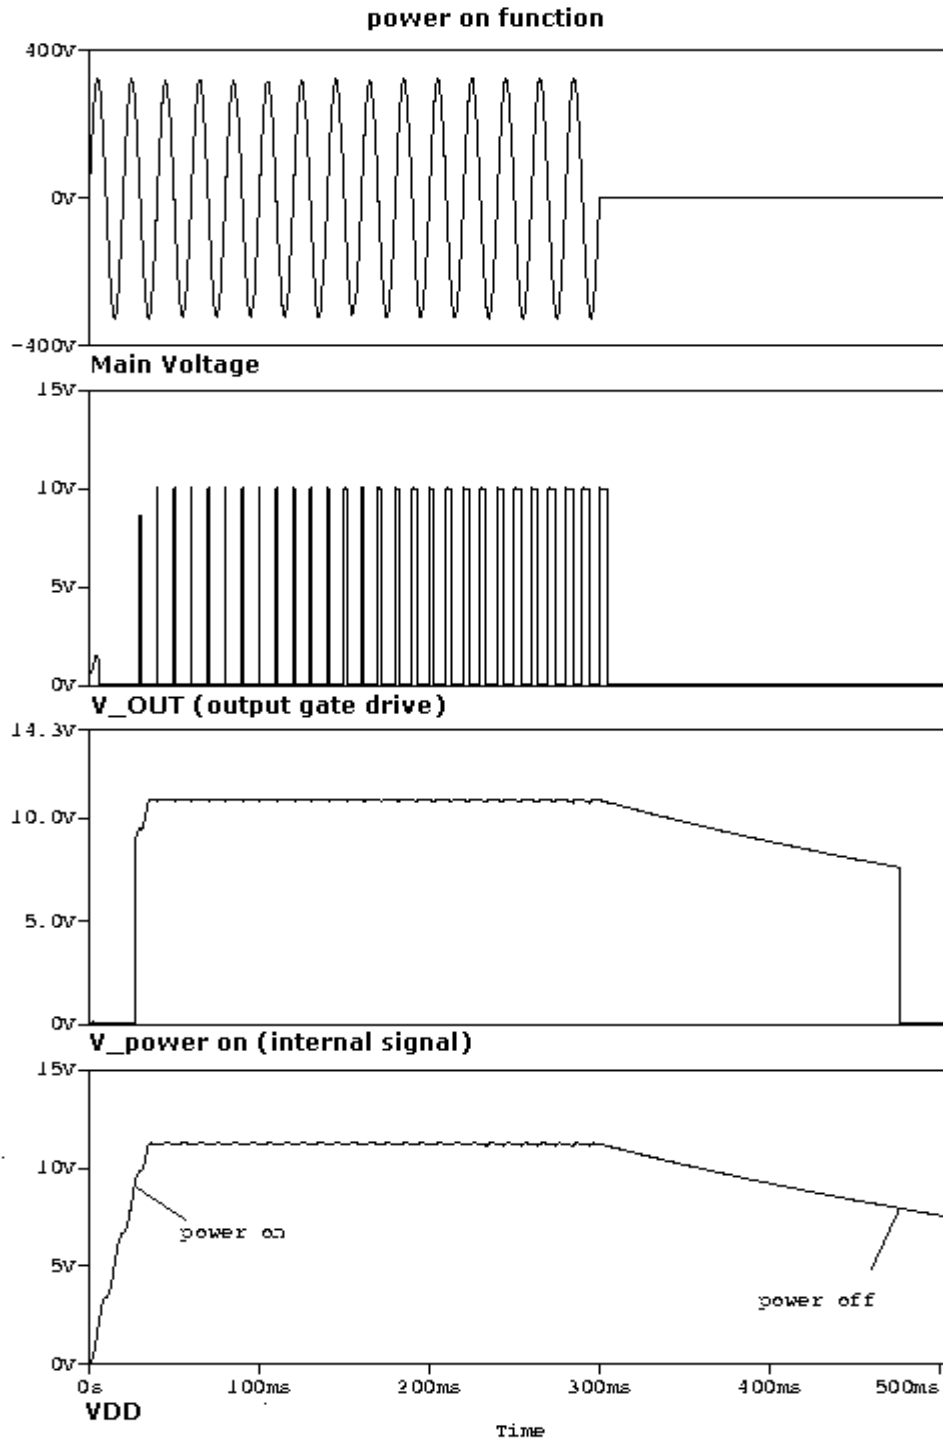 power on function
400V
0V
-400V
Main Voltage
15V
10V
5V
0V
V_OUT (output gate drive)
14.3V
10.0V
5.0V
0V
V_power on (internal signal)
15V
10V
5V
0V
power on
power off
0s 100ms 200ms 300ms 400ms 500ms
VDD
Time